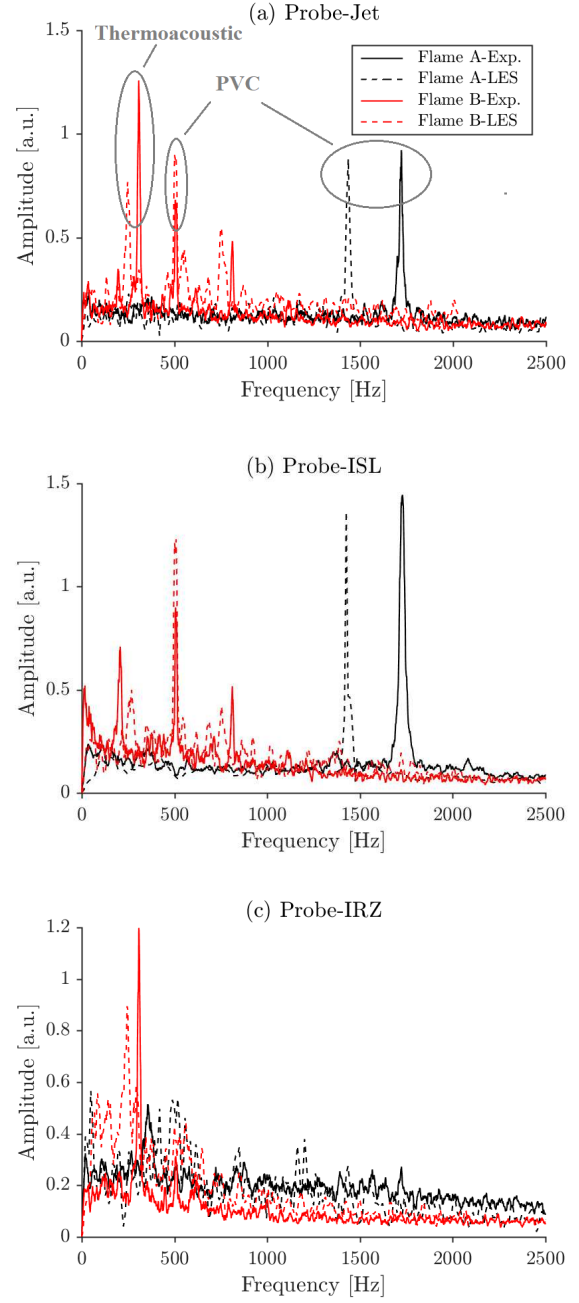 (a) Probe-Jet
Thermoacoustic
PVC
Flame A-Exp.
Flame A-LES
Flame B-Exp.
Flame B-LES
Amplitude [a.u.]
1.5
1
0.5
0
0 500 1000 1500 2000 2500
Frequency [Hz]
(b) Probe-ISL
Amplitude [a.u.]
1.5
1
0.5
0
0 500 1000 1500 2000 2500
Frequency [Hz]
(c) Probe-IRZ
Amplitude [a.u.]
1.2
1
0.8
0.6
0.4
0.2
0
0 500 1000 1500 2000 2500
Frequency [Hz]